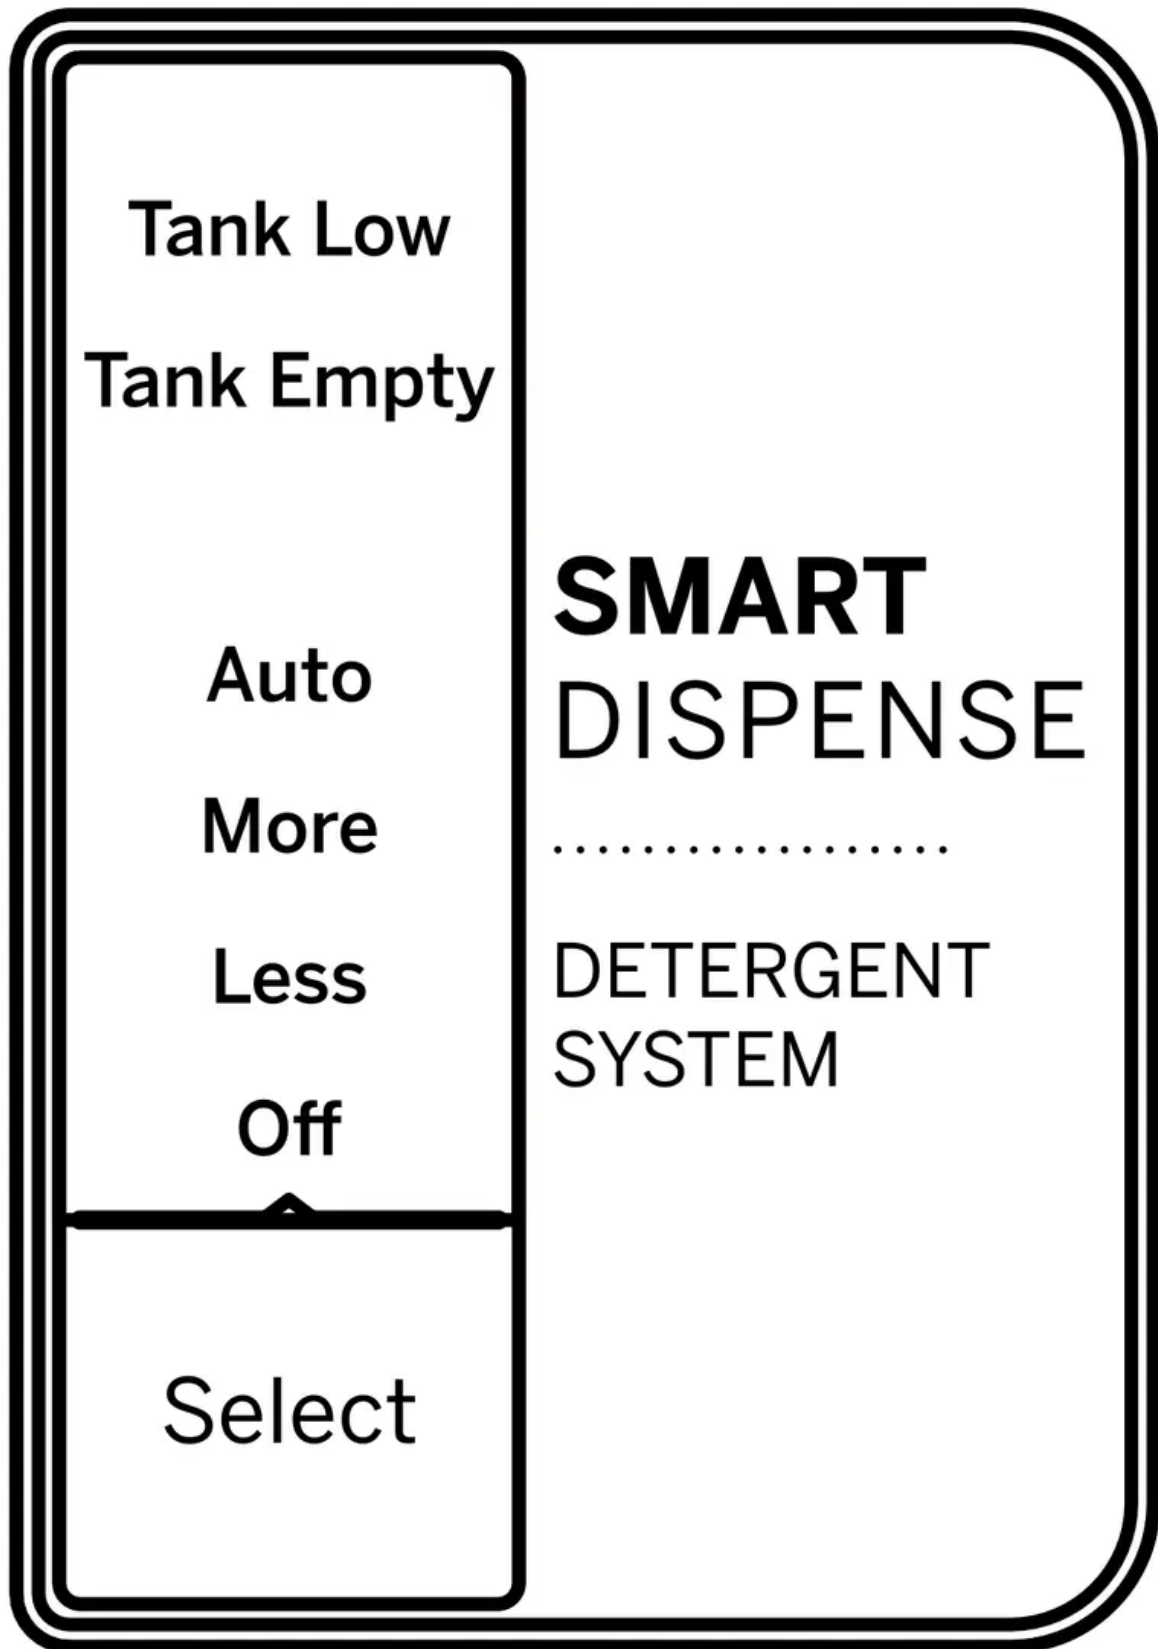 Tank Low
Tank Empty
Auto
More
Less
Off
Select
SMART
DISPENSE
DETERGENT
SYSTEM